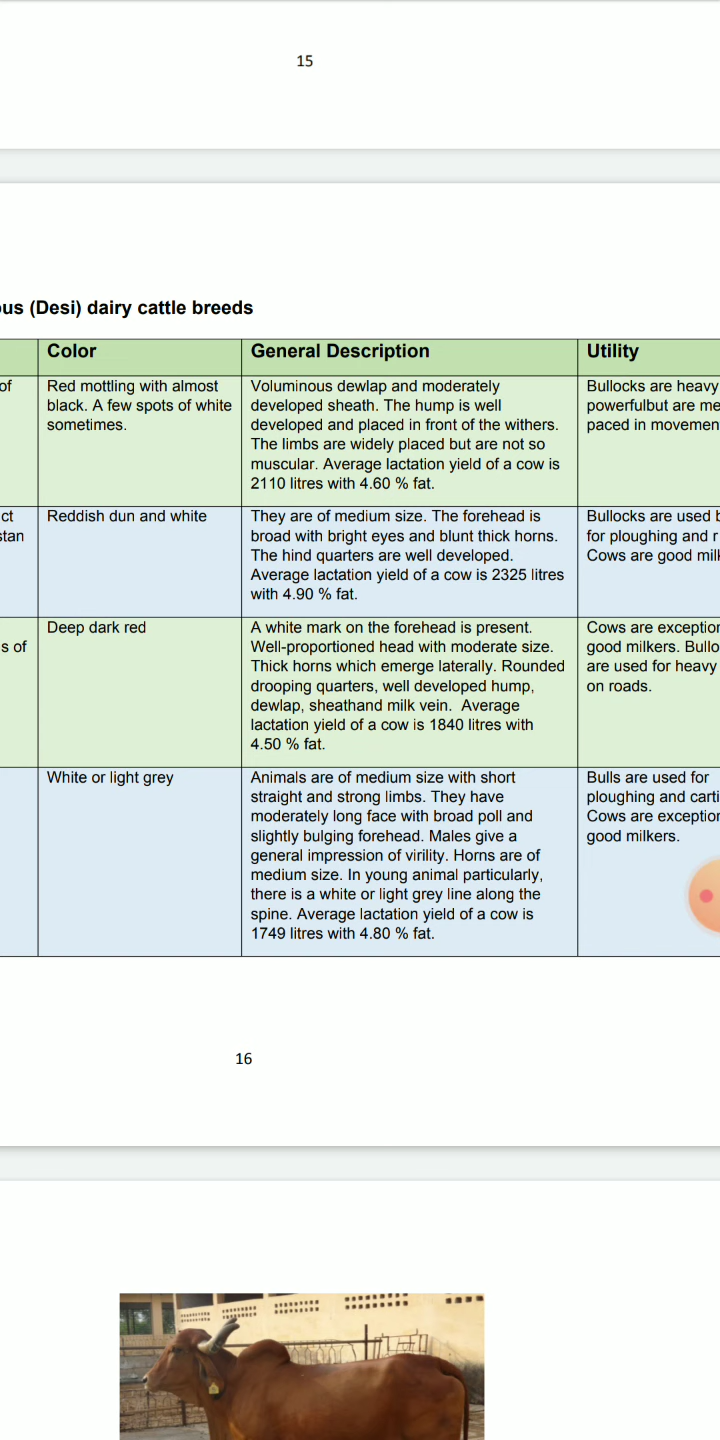 15
ous (Desi) dairy cattle breeds
Color General Description Utility
of
Red mottling with almost
black. A few spots of white
sometimes.
Voluminous dewlap and moderately
developed sheath. The hump is well
developed and placed in front of the withers.
The limbs are widely placed but are not so
muscular. Average lactation yield of a cow is
2110 litres with 4.60 % fat.
Bullocks are heavy
powerfulbut are me
paced in movemen
ct
stan
Reddish dun and white
They are of medium size. The forehead is
broad with bright eyes and blunt thick horns.
The hind quarters are well developed.
Average lactation yield of a cow is 2325 litres
with 4.90 % fat.
Bullocks are used b
for ploughing and r
Cows are good milk
s of
Deep dark red
A white mark on the forehead is present.
Well-proportioned head with moderate size.
Thick horns which emerge laterally. Rounded
drooping quarters, well developed hump,
dewlap, sheathand milk vein. Average
lactation yield of a cow is 1840 litres with
4.50 % fat.
Cows are exception
good milkers. Bullo
are used for heavy
on roads.
White or light grey
Animals are of medium size with short
straight and strong limbs. They have
moderately long face with broad poll and
slightly bulging forehead. Males give a
general impression of virility. Horns are of
medium size. In young animal particularly,
there is a white or light grey line along the
spine. Average lactation yield of a cow is
1749 litres with 4.80 % fat.
Bulls are used for
ploughing and carti
Cows are exception
good milkers.
16